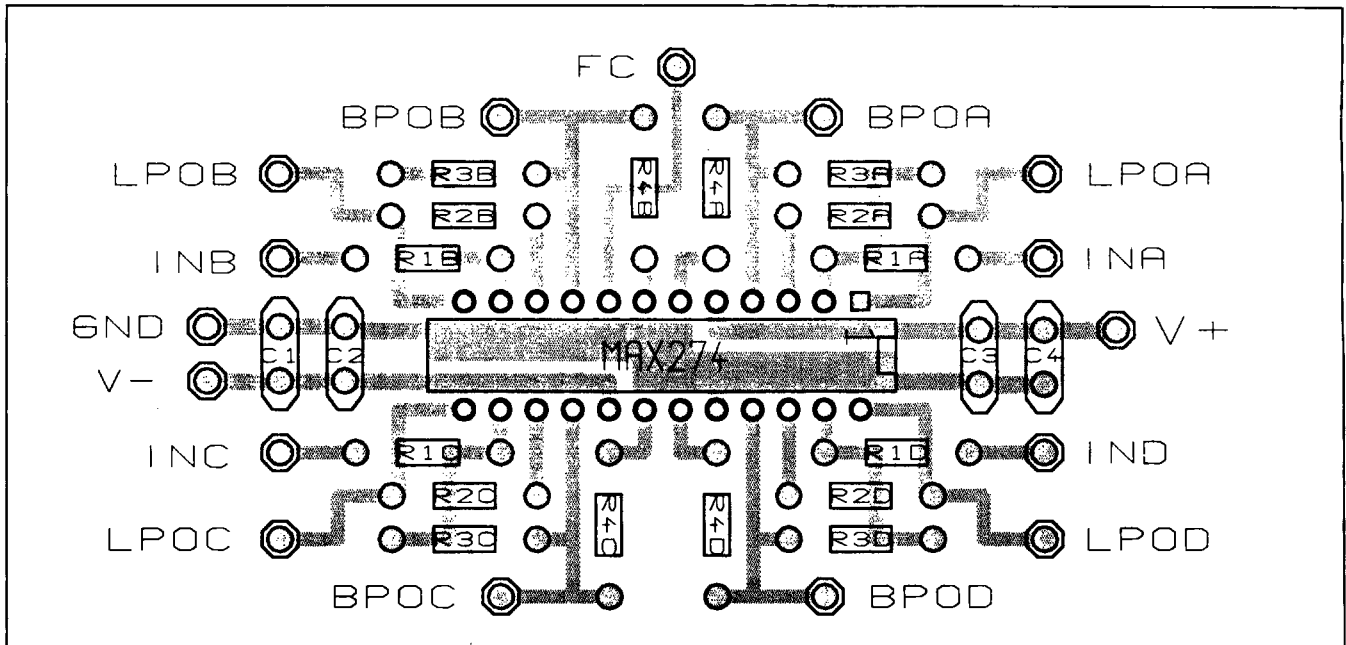 FC
BPOB
BPOA
LPOB
R3B
R4B
R4A
R3A
LPOA
R2B
R2A
INB
R1B
R1A
INA
GND
V+
C1
C2
MAX274
1
C3
C4
V-
INC
R1C
R1D
IND
R2C
R2D
LPOC
R3C
R4C
R4D
R3D
LPOD
BPOC
BPOD